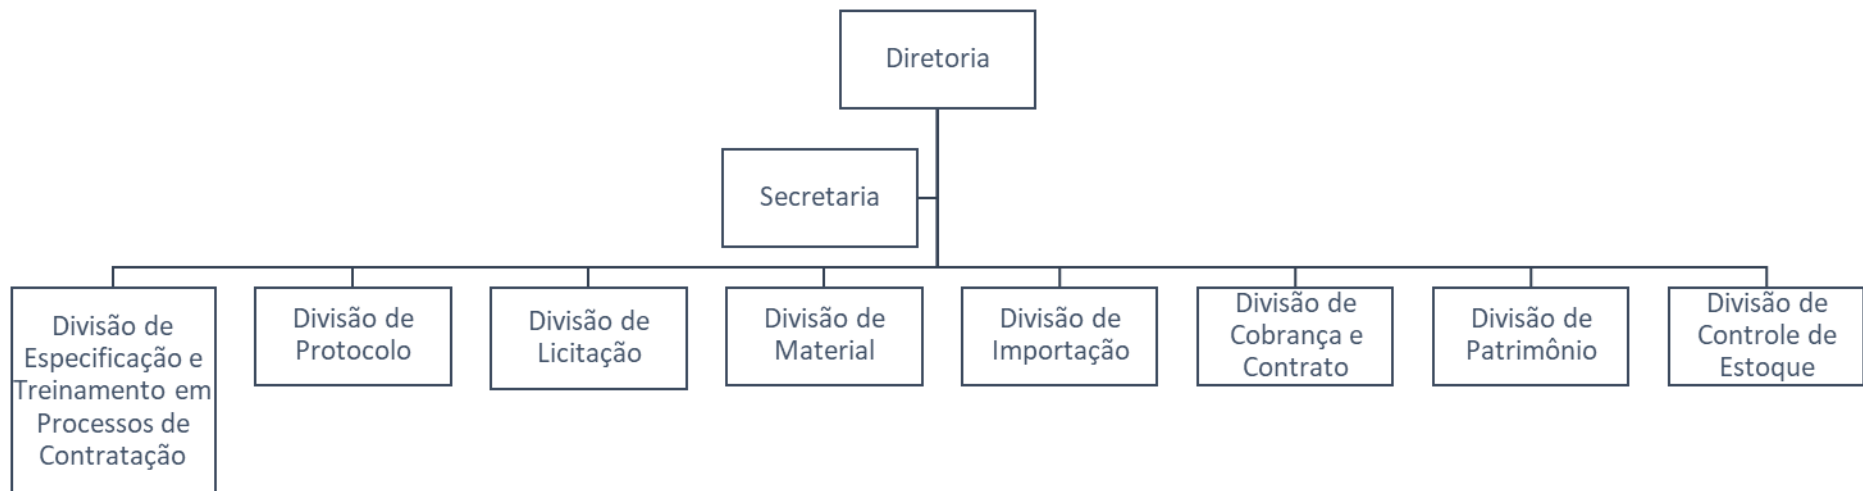 Diretoria
Secretaria
Divisão de
Especificação e
Treinamento em
Processos de
Contratação
Divisão de
Protocolo
Divisão de
Licitação
Divisão de
Material
Divisão de
Importação
Divisão de
Cobrança e
Contrato
Divisão de
Patrimônio
Divisão de
Controle de
Estoque